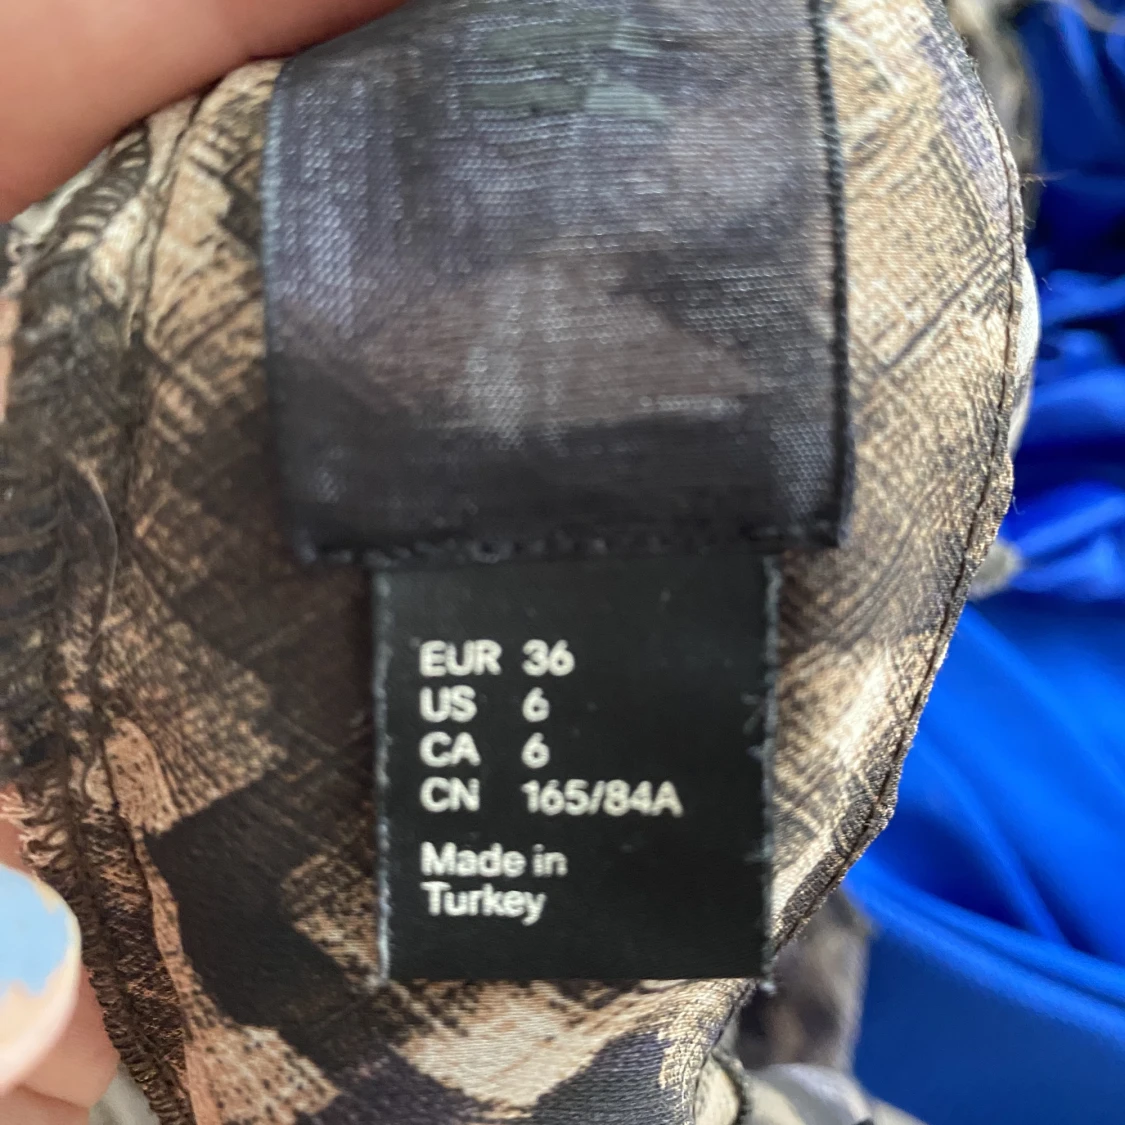 EUR 36
US 6
CA 6
CN 165/84A
Made in
Turkey